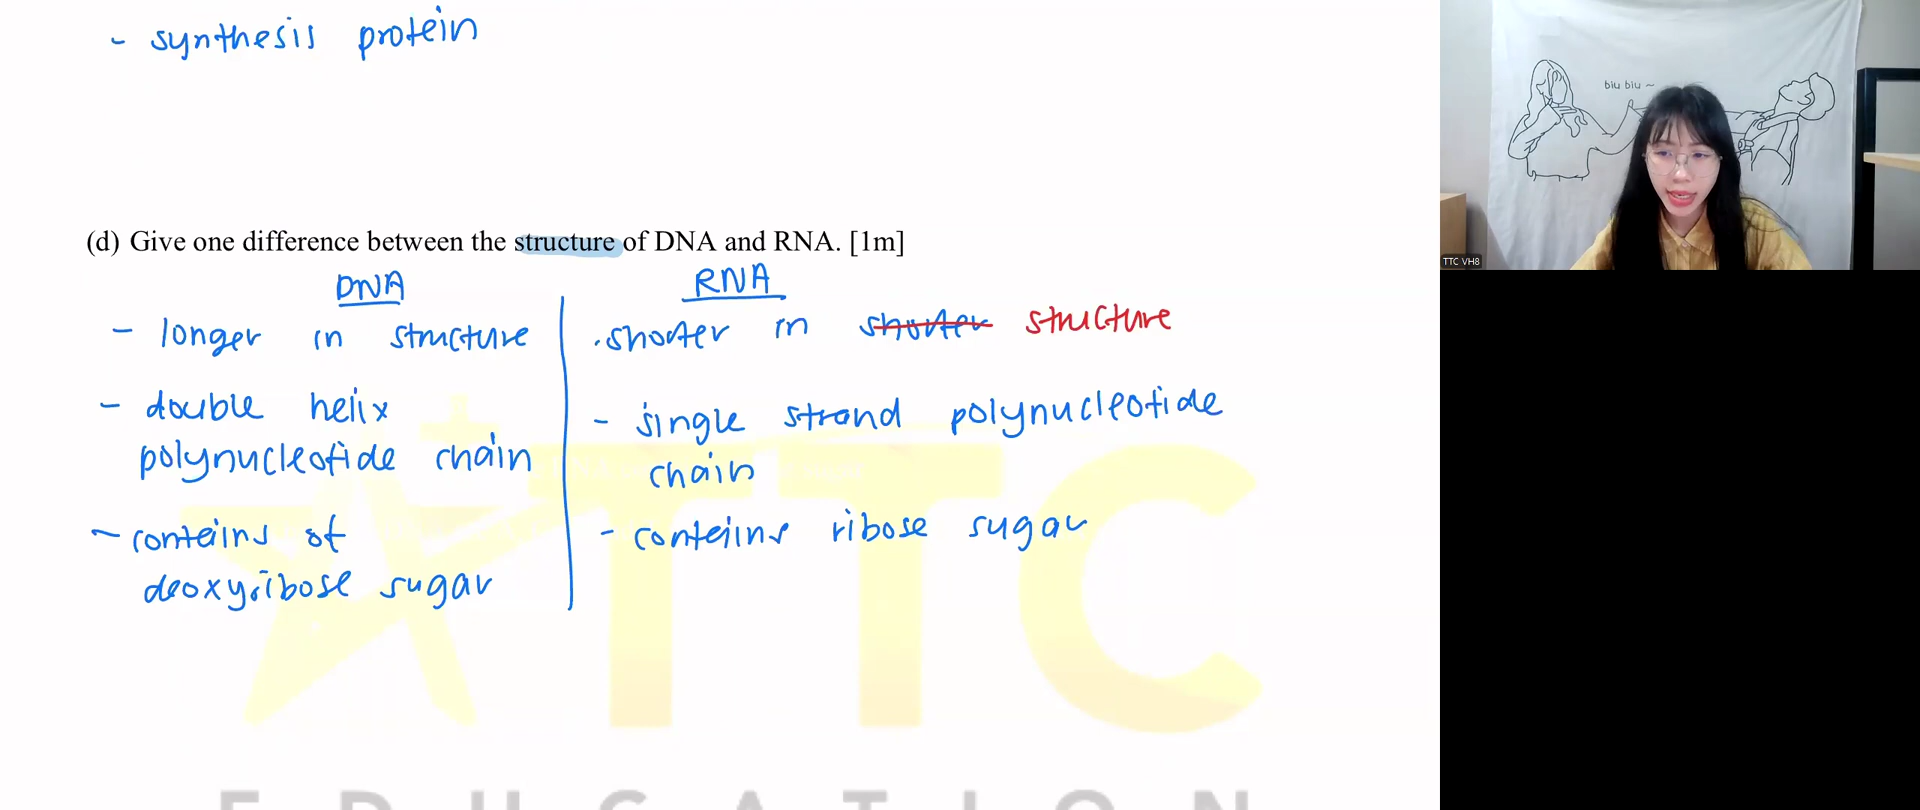 - synthesis protein
biu biu ~
TTC VH8
(d) Give one difference between the structure of DNA and RNA. [1m]
DNA
RNA
- longer in structure
. shorter in shorter structure
- double helix
polynucleotide chain
- single strand polynucleotide
chain
- conteins of
deoxyribose sugar
- conteiins ribose sugar
TTC
EDUCATION